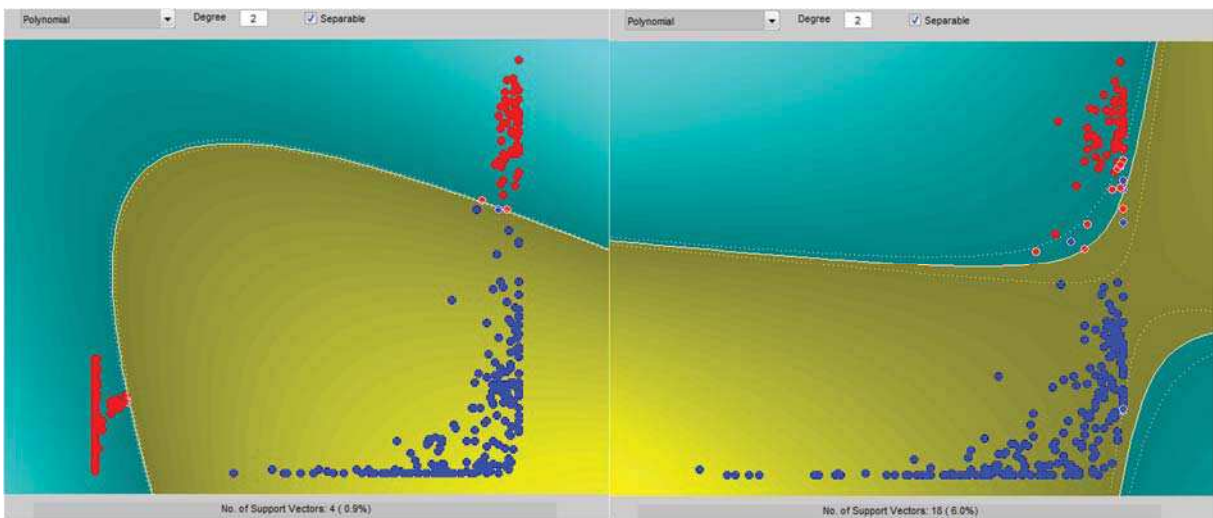 Polynomial Degree 2 Separable
Polynomial Degree 2 Separable
No. of Support Vectors: 4 ( 0.9%)
No. of Support Vectors: 18 ( 6.0%)